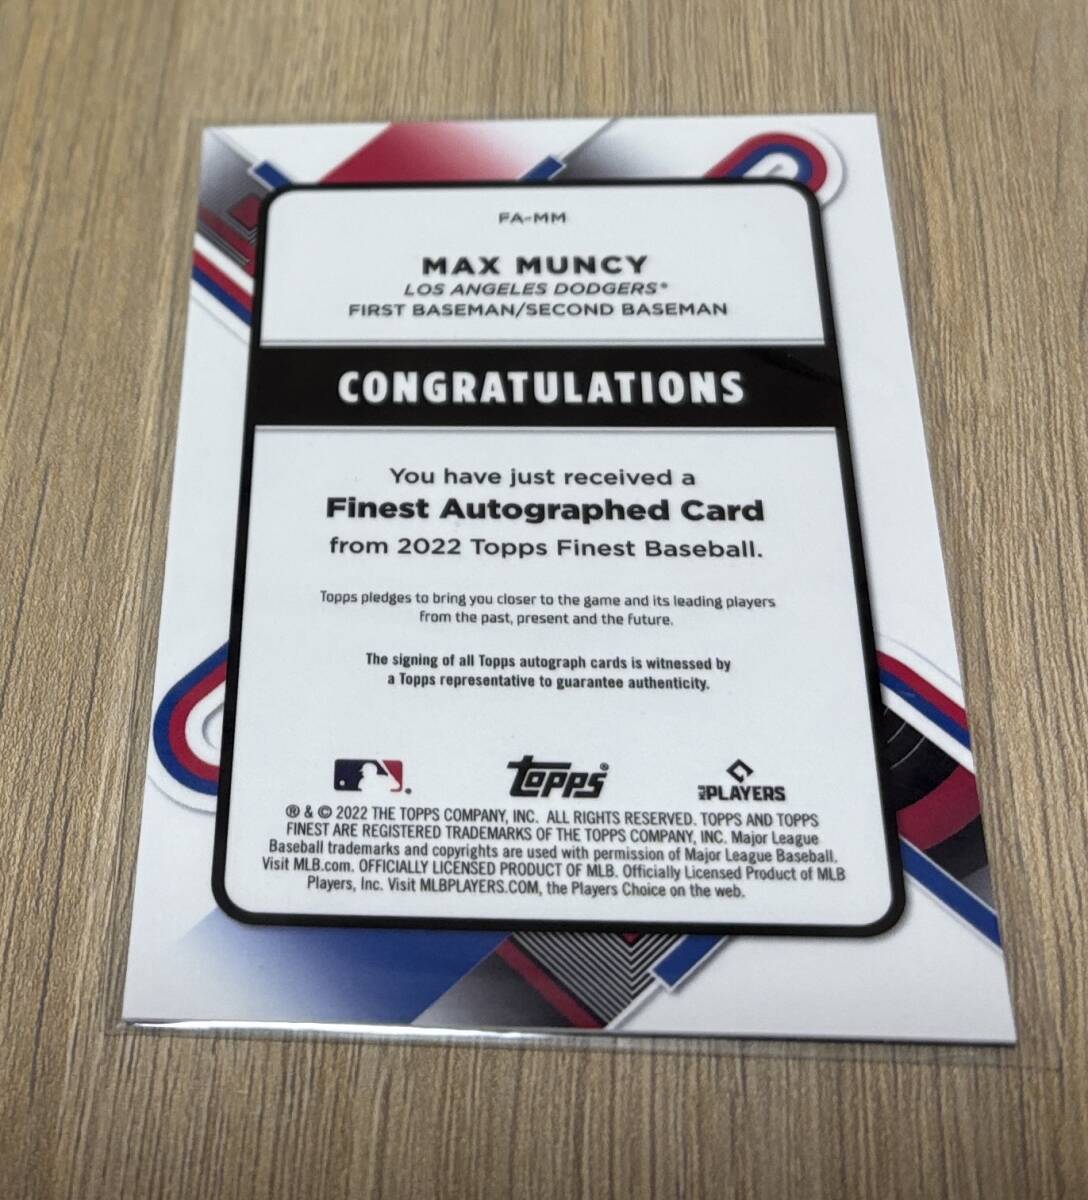 FA-MM
MAX MUNCY
LOS ANGELES DODGERS®
FIRST BASEMAN/SECOND BASEMAN
CONGRATULATIONS
You have just received a
Finest Autographed Card
from 2022 Topps Finest Baseball.
Topps pledges to bring you closer to the game and its leading players
from the past, present and the future.
The signing of all Topps autograph cards is witnessed by
a Topps representative to guarantee authenticity.
topps®
MLB PLAYERS
® & © 2022 THE TOPPS COMPANY, INC. ALL RIGHTS RESERVED. TOPPS AND TOPPS
FINEST ARE REGISTERED TRADEMARKS OF THE TOPPS COMPANY, INC. Major League
Baseball trademarks and copyrights are used with permission of Major League Baseball.
Visit MLB.com. OFFICIALLY LICENSED PRODUCT OF MLB. Officially Licensed Product of MLB
Players, Inc. Visit MLBPLAYERS.COM, the Players Choice on the web.